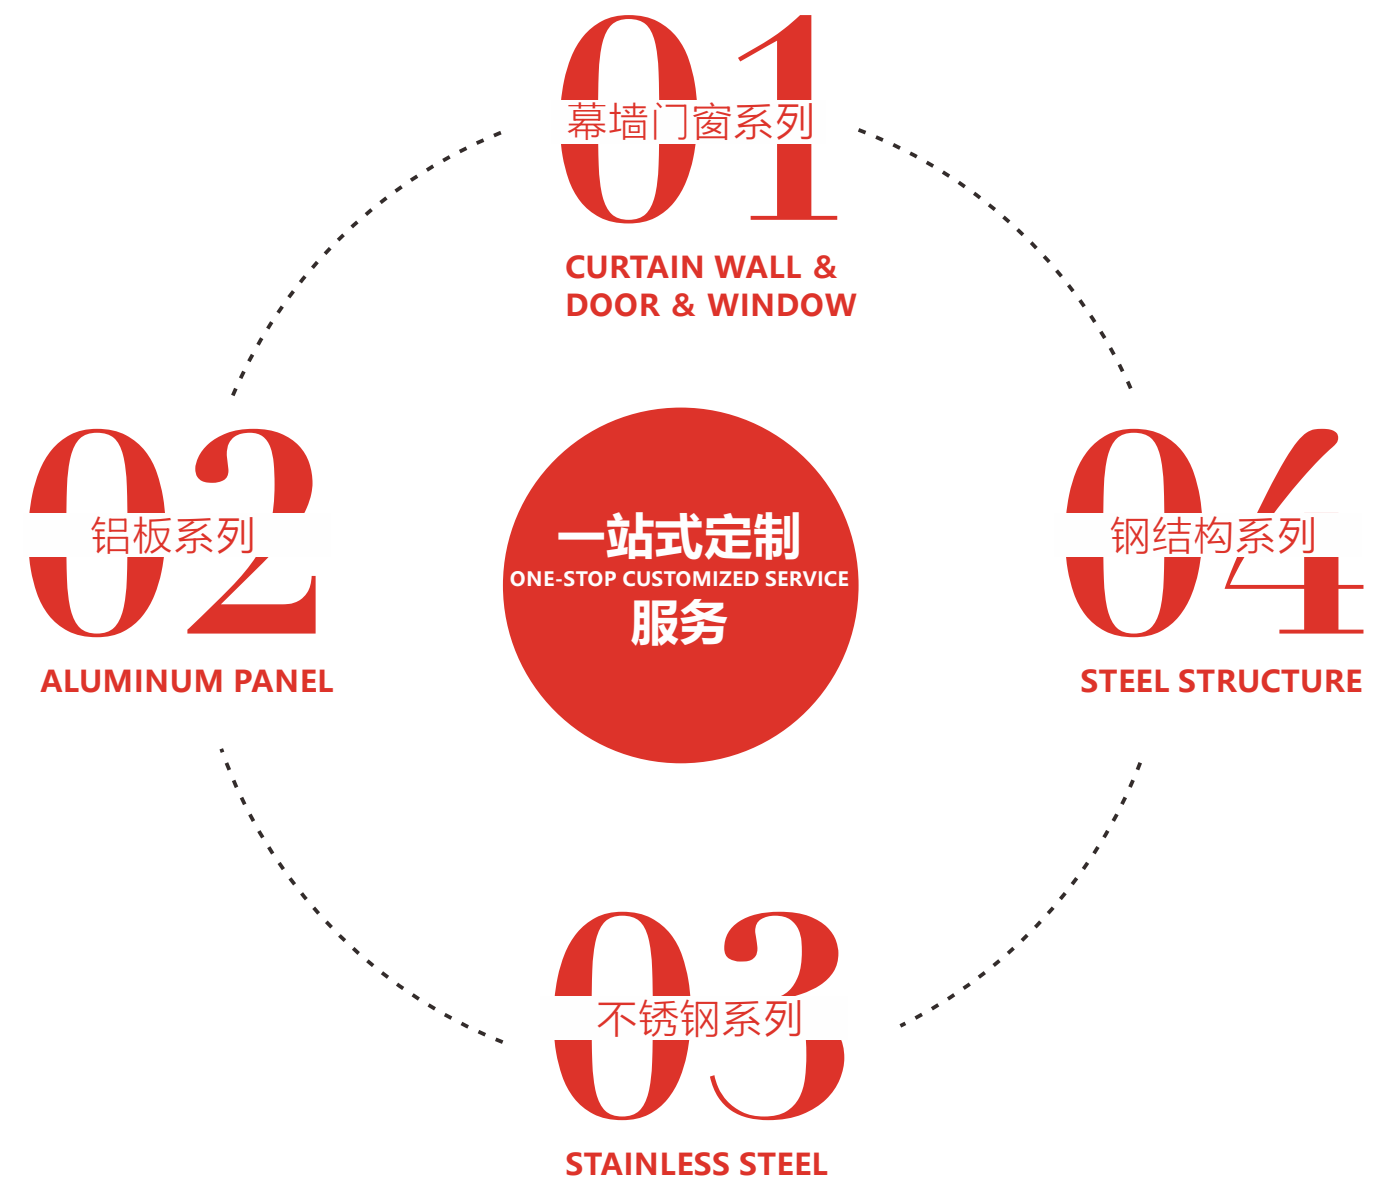 01
幕墙门窗系列
CURTAIN WALL &
DOOR & WINDOW
02
铝板系列
ALUMINUM PANEL
一站式定制
ONE-STOP CUSTOMIZED SERVICE
服务
04
钢结构系列
STEEL STRUCTURE
03
不锈钢系列
STAINLESS STEEL